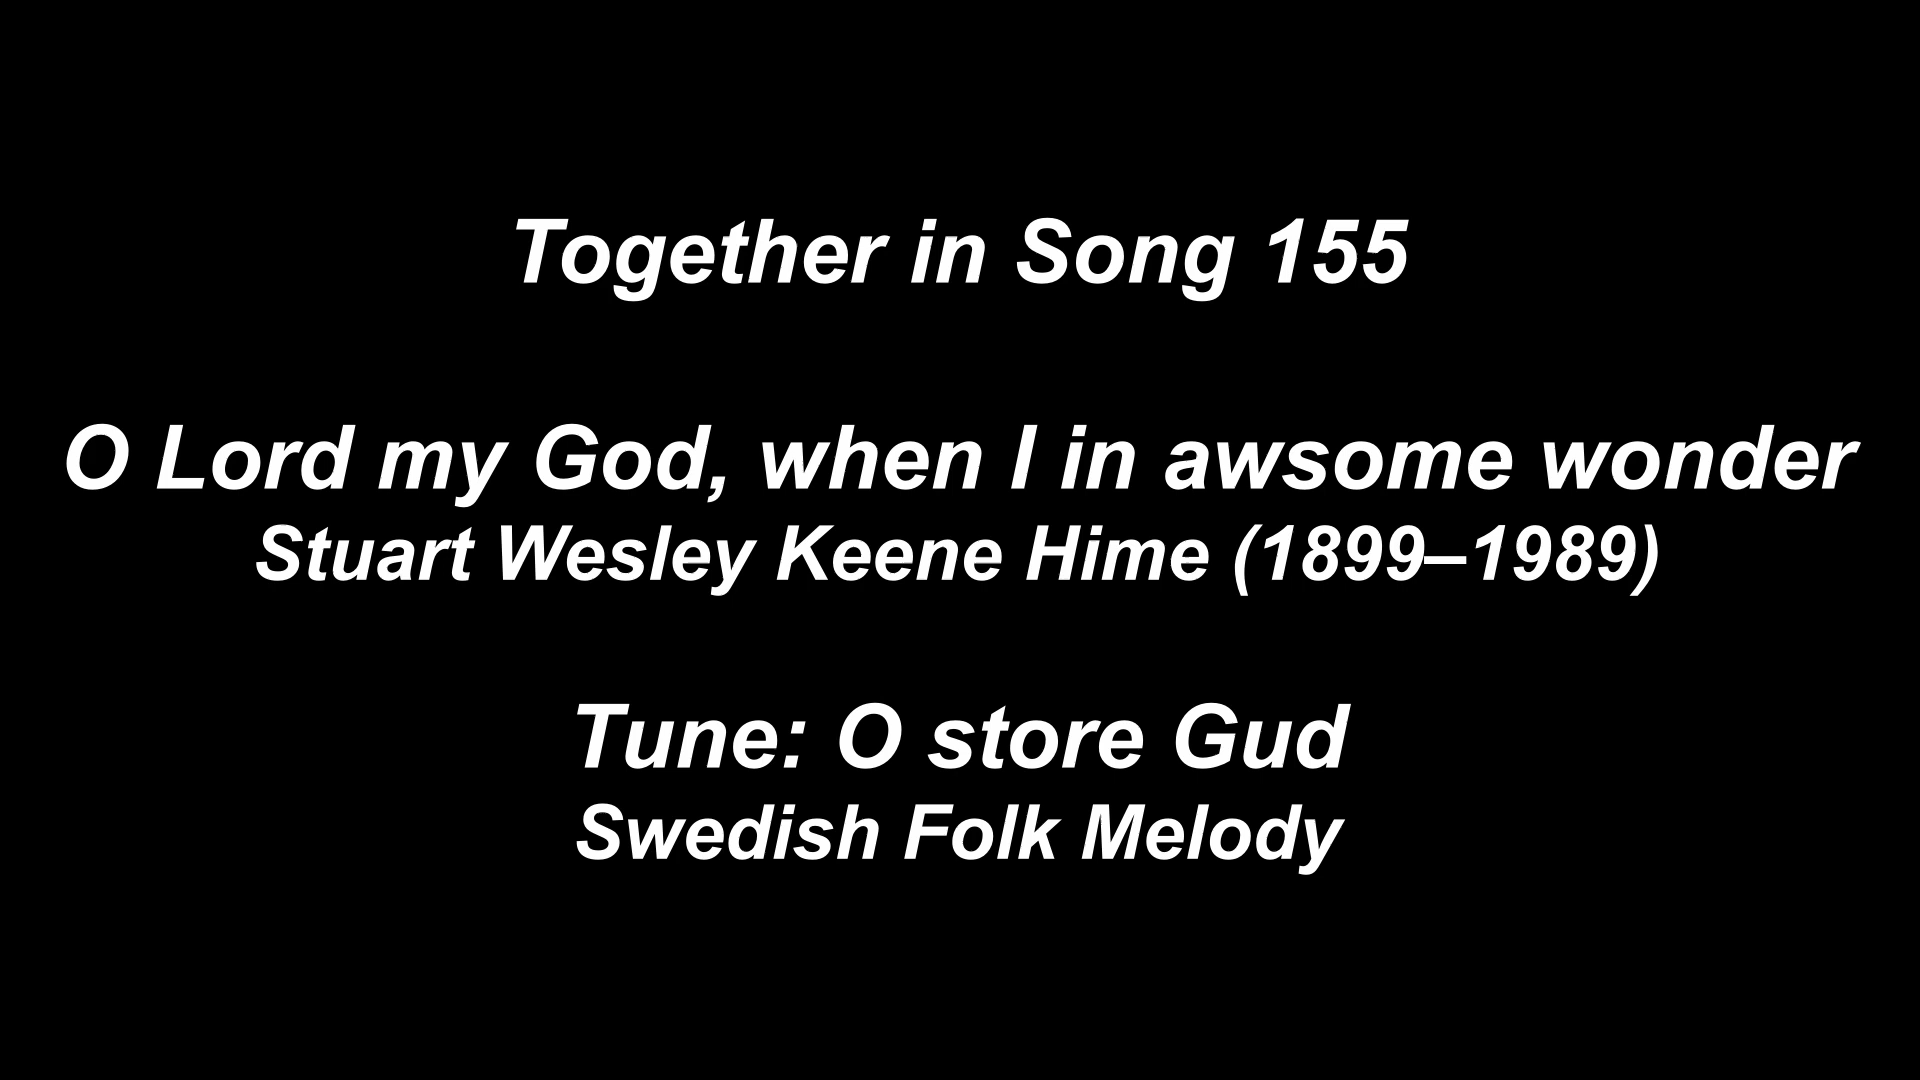 Together in Song 155
O Lord my God, when I in awsome wonder
Stuart Wesley Keene Hime (1899–1989)
Tune: O store Gud
Swedish Folk Melody